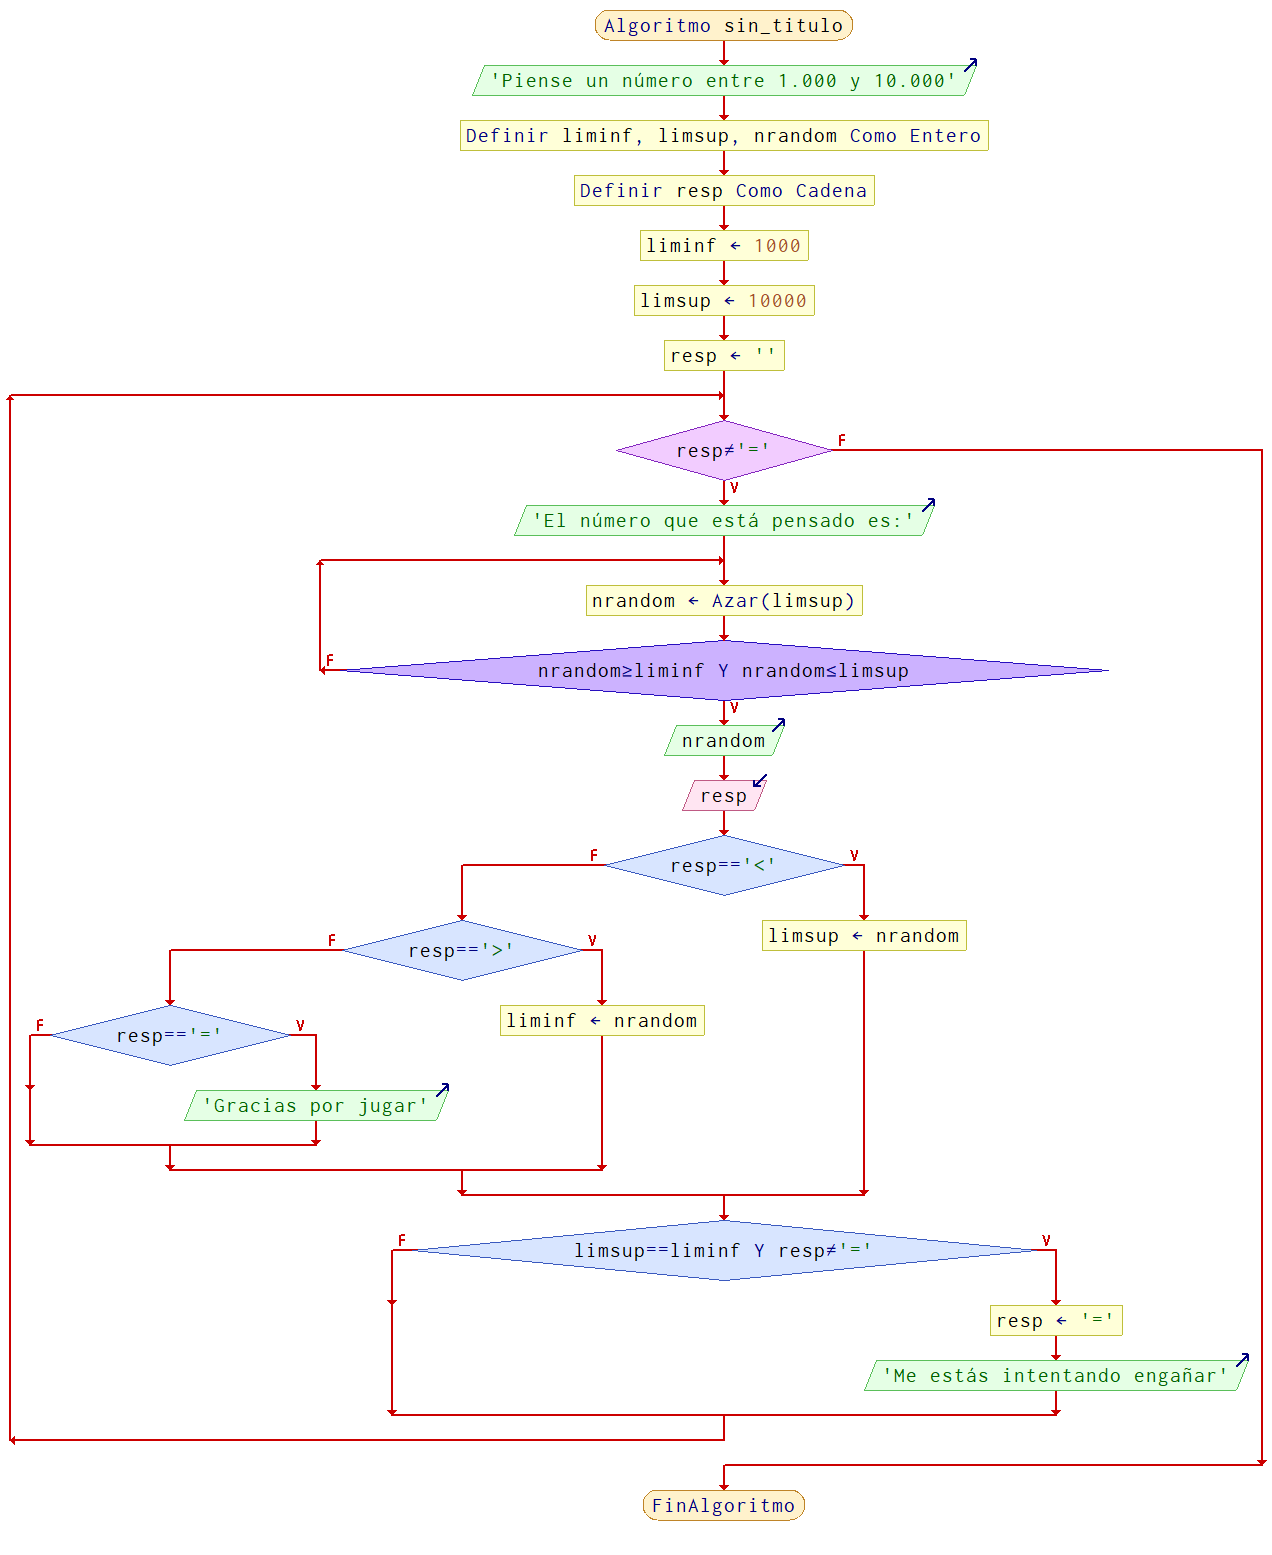 Algoritmo sin_titulo
'Piense un número entre 1.000 y 10.000'
Definir liminf, limsup, nrandom Como Entero
Definir resp Como Cadena
liminf ← 1000
limsup ← 10000
resp ← ''
resp≠'='
F
V
'El número que está pensado es:'
nrandom ← Azar(limsup)
F
nrandom≥liminf Y nrandom≤limsup
V
nrandom
resp
F
resp=='<'
V
limsup ← nrandom
F
resp=='>'
V
liminf ← nrandom
F
resp=='='
V
'Gracias por jugar'
F
limsup==liminf Y resp≠'='
V
resp ← '='
'Me estás intentando engañar'
FinAlgoritmo